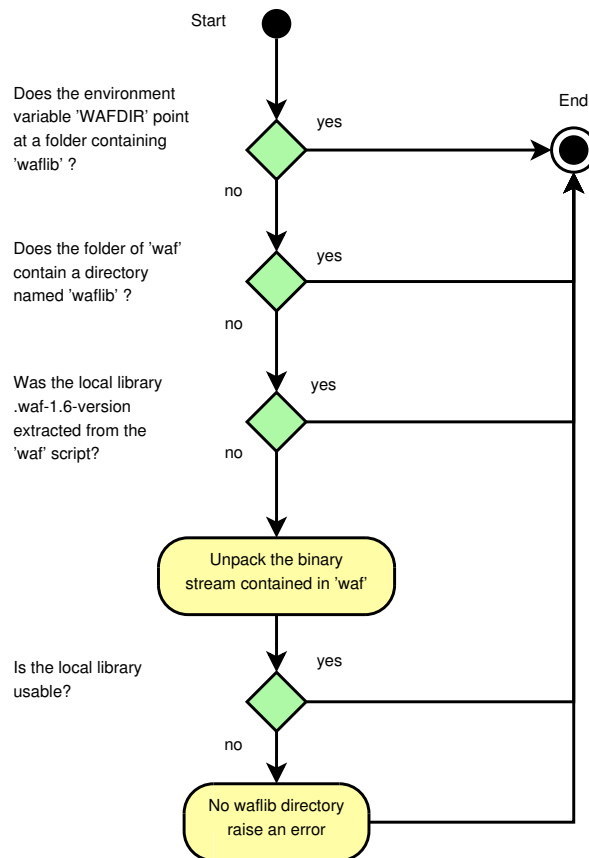 Start
End
Does the environment
variable ’WAFDIR’ point
at a folder containing
’waflib’ ?
yes
no
Does the folder of ’waf’
contain a directory
named ’waflib’ ?
yes
no
Was the local library
.waf-1.6-version
extracted from the
’waf’ script?
yes
no
Unpack the binary
stream contained in ’waf’
Is the local library
usable?
yes
no
No waflib directory
raise an error